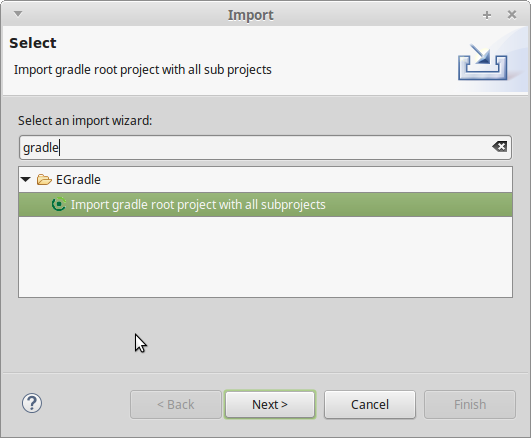 Import
Select
Import gradle root project with all sub projects
Select an import wizard:
gradle
EGradle
Import gradle root project with all subprojects
? < Back Next > Cancel Finish